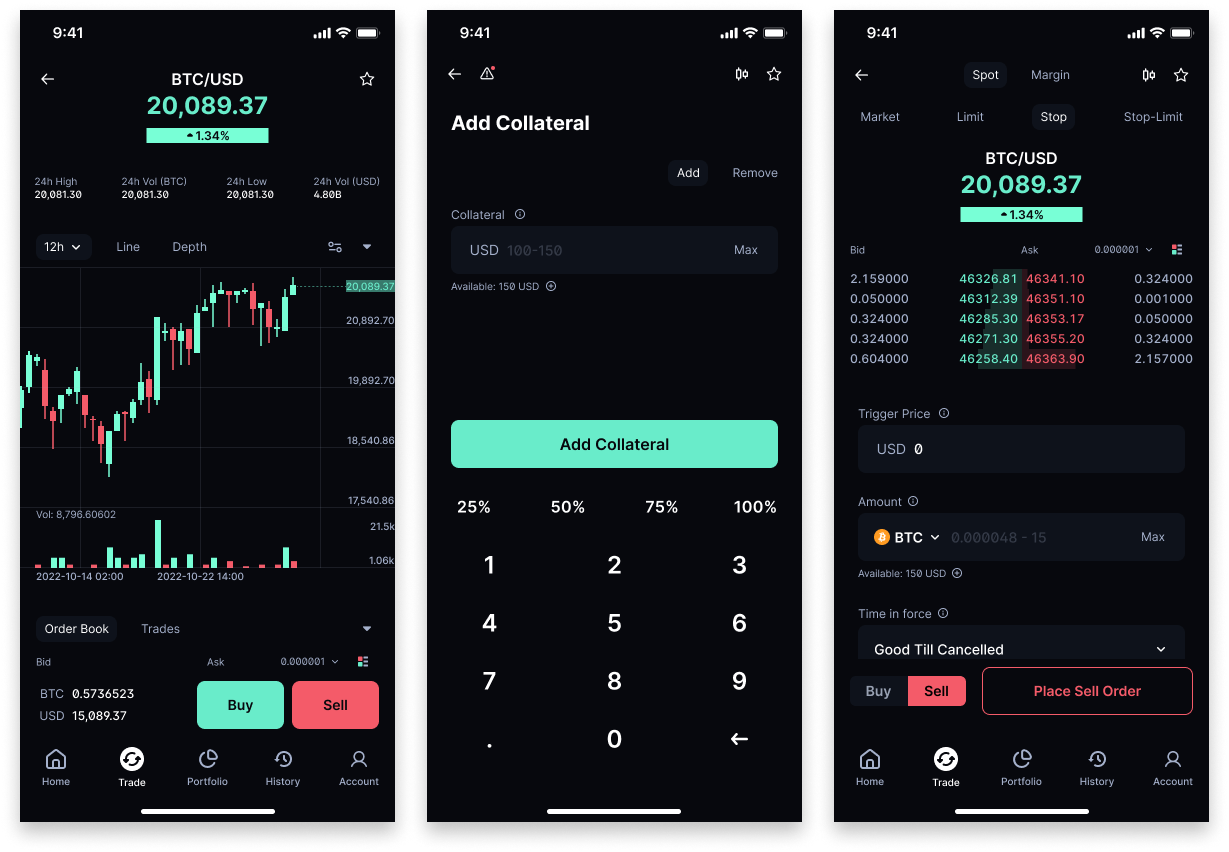 9:41
BTC/USD
20,089.37
1.34%
24h High 24h Vol (BTC) 24h Low 24h Vol (USD)
20,081.30 20,081.30 20,081.30 4.80B
12h Line Depth
20,089.37
20,892.70
19,892.70
18,540.86
17,540.86
Vol: 8,796.60602
21.5k
1.06k
2022-10-14 02:00 2022-10-22 14:00
Order Book Trades
Bid Ask 0.000001
BTC 0.5736523
USD 15,089.37
Buy Sell
Home Trade Portfolio History Account
9:41
Add Collateral
Add Remove
Collateral
USD 100-150 Max
Available: 150 USD
Add Collateral
25% 50% 75% 100%
1 2 3
4 5 6
7 8 9
. 0
9:41
Spot Margin
Market Limit Stop Stop-Limit
BTC/USD
20,089.37
1.34%
Bid Ask 0.000001
2.159000 46326.81 46341.10 0.324000
0.050000 46312.39 46351.10 0.001000
0.324000 46285.30 46353.17 0.050000
0.324000 46271.30 46355.20 0.324000
0.604000 46258.40 46363.90 2.157000
Trigger Price
USD 0
Amount
BTC 0.000048 - 15 Max
Available: 150 USD
Time in force
Good Till Cancelled
Buy Sell Place Sell Order
Home Trade Portfolio History Account